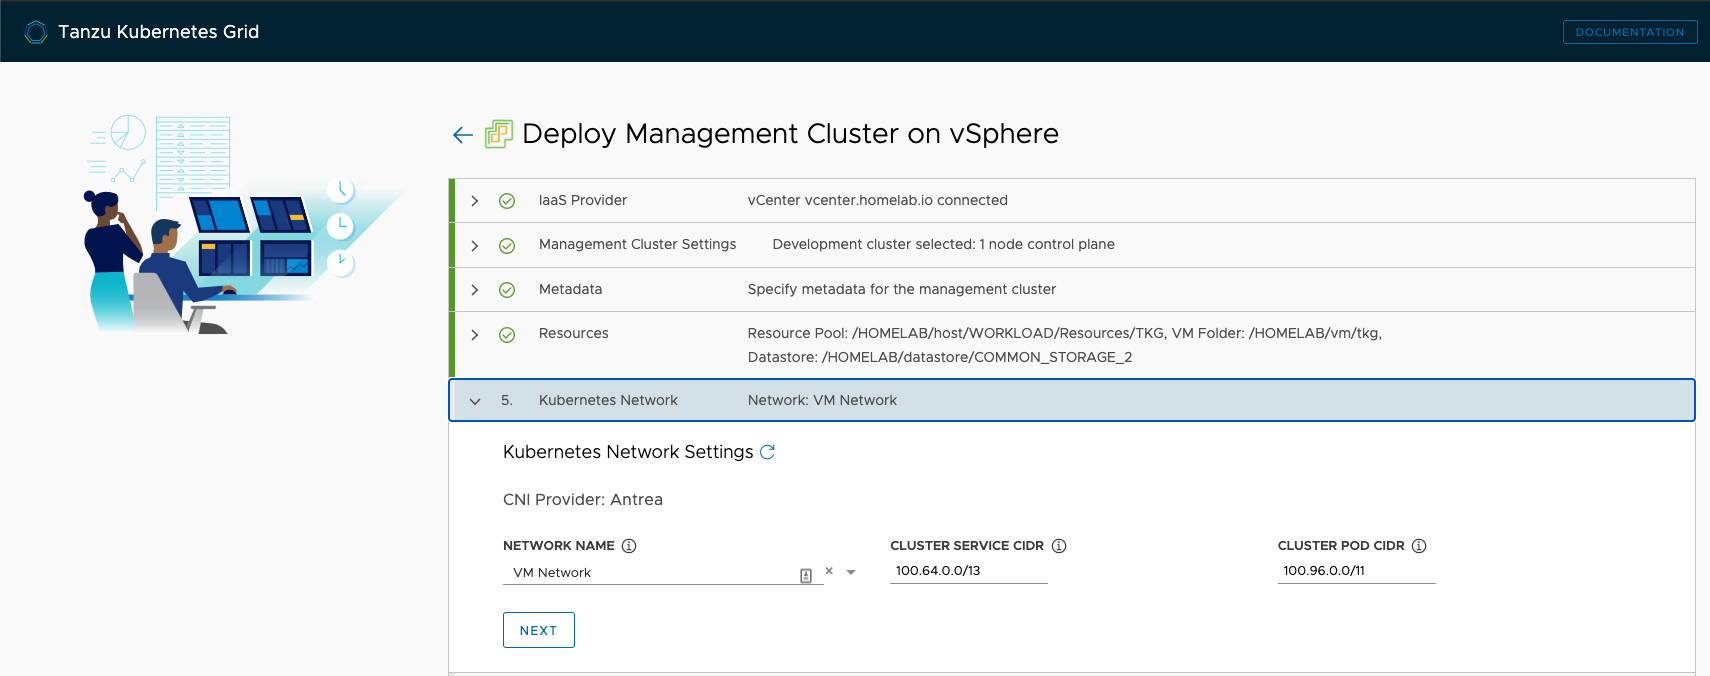 Tanzu Kubernetes Grid
DOCUMENTATION
Deploy Management Cluster on vSphere
IaaS Provider
vCenter vcenter.homelab.io connected
Management Cluster Settings
Development cluster selected: 1 node control plane
Metadata
Specify metadata for the management cluster
Resources
Resource Pool: /HOMELAB/host/WORKLOAD/Resources/TKG, VM Folder: /HOMELAB/vm/tkg,
Datastore: /HOMELAB/datastore/COMMON_STORAGE_2
5.
Kubernetes Network
Network: VM Network
Kubernetes Network Settings
CNI Provider: Antrea
NETWORK NAME
CLUSTER SERVICE CIDR
CLUSTER POD CIDR
VM Network
100.64.0.0/13
100.96.0.0/11
NEXT